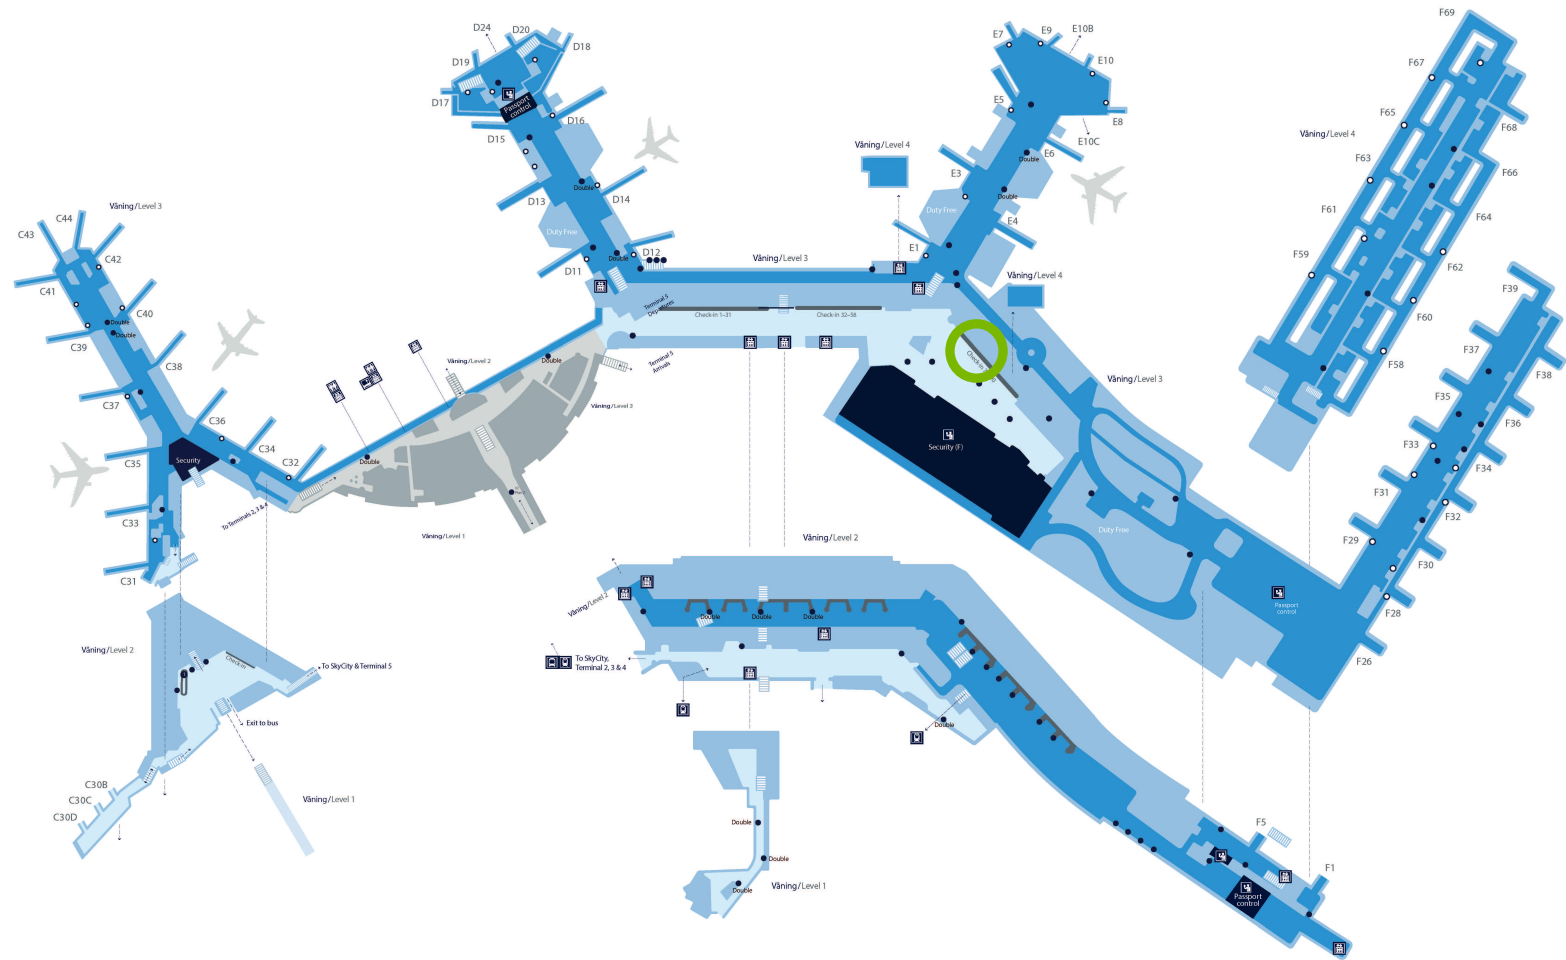 D24
D20
D18
D19
D17
Passport
control
D16
D15
Double
D14
D13
Duty Free
Double
D12
D11
E7
E9
E10B
E10
E5
E8
E10C
E6
Double
E3
Double
Duty Free
E4
E1
Våning/Level 4
Våning/Level 3
Våning/Level 4
F69
F67
F65
Våning/Level 4
F68
F63
F66
F61
F64
F59
F62
F60
F58
F39
F37
F38
F35
F36
F33
F34
F31
F32
F29
F30
F28
F26
C44
Våning/Level 3
C43
C42
C41
C40
Double
Double
C39
C38
C37
C36
C34
C35
Security
C32
C33
To Terminals 2, 3 & 4
C31
Terminal 5
Departures
Check-in 1–31
Check-in 32–38
Terminal 5
Arrivals
Double
Våning/Level 2
Våning/Level 3
Double
Våning/Level 1
Check-in
Våning/Level 3
Security (F)
Duty Free
Passport
control
Våning/Level 2
Våning/Level 2
Double
Double
Double
To SkyCity,
Terminal 2, 3 & 4
Double
Våning/Level 2
Check-in
To SkyCity & Terminal 5
Exit to bus
Våning/Level 1
C30B
C30C
C30D
Double
Double
Double
Våning/Level 1
F5
F1
Passport
control